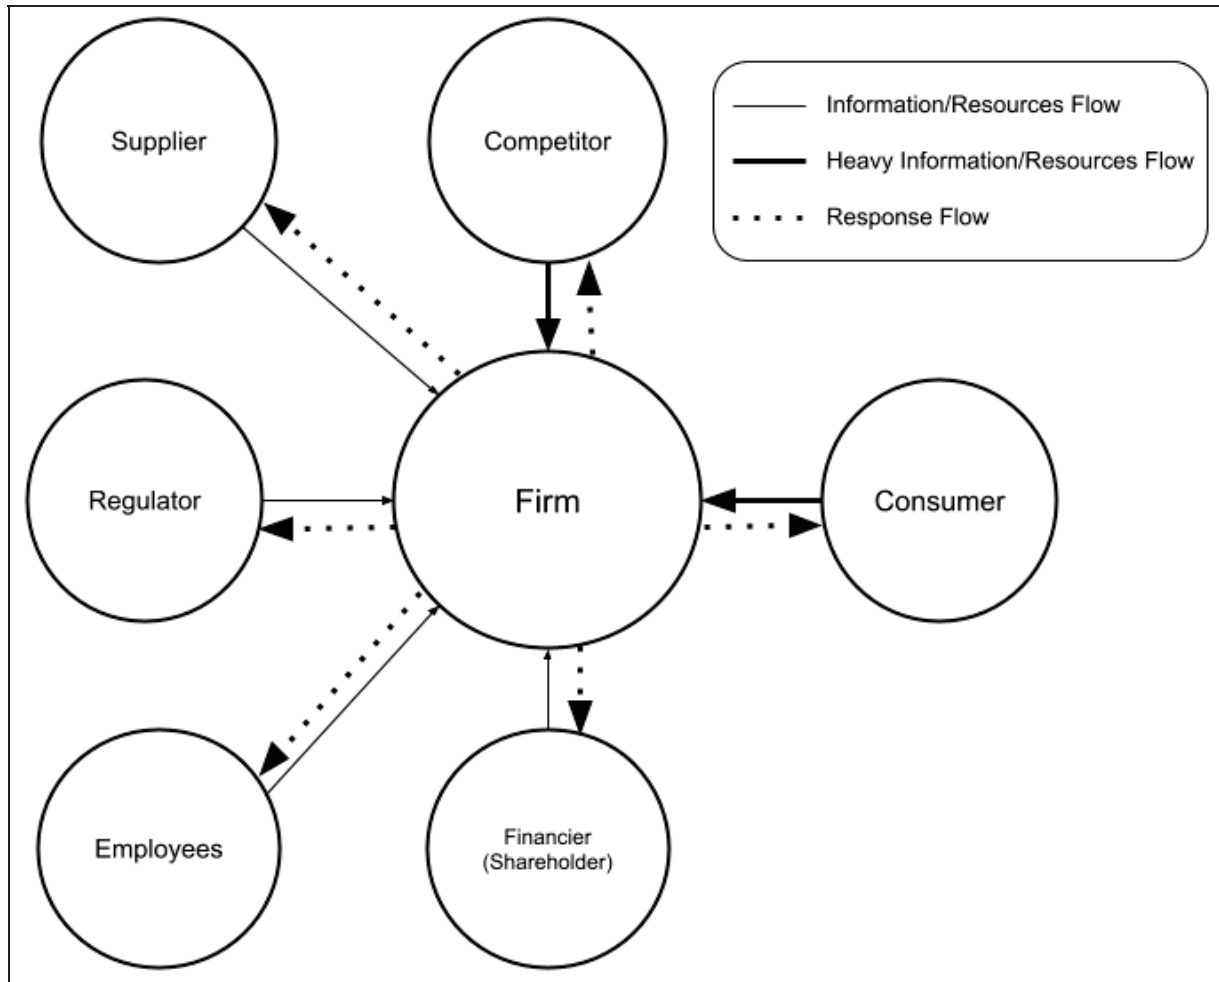 Supplier
Competitor
Information/Resources Flow
Heavy Information/Resources Flow
Response Flow
Regulator
Firm
Consumer
Employees
Financier
(Shareholder)